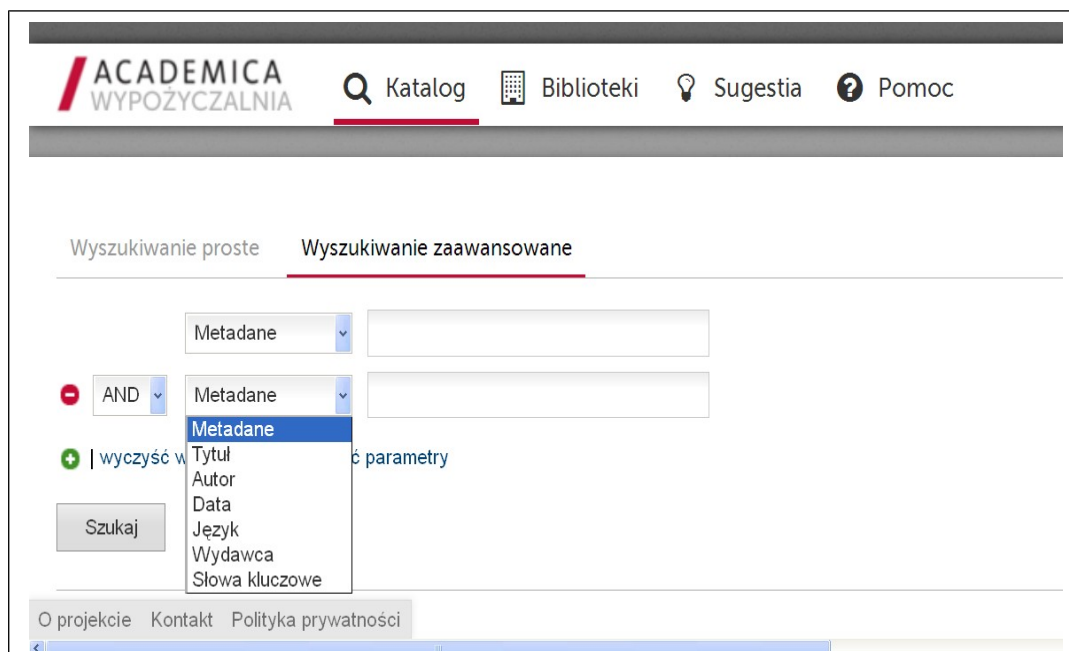 ACADEMICA
WYPOŻYCZALNIA
Katalog Biblioteki Sugestia Pomoc
Wyszukiwanie proste Wyszukiwanie zaawansowane
Metadane
AND Metadane
Metadane
Tytuł
Autor
Data
Język
Wydawca
Słowa kluczowe
| wyczyść w ć parametry
Szukaj
O projekcie Kontakt Polityka prywatności